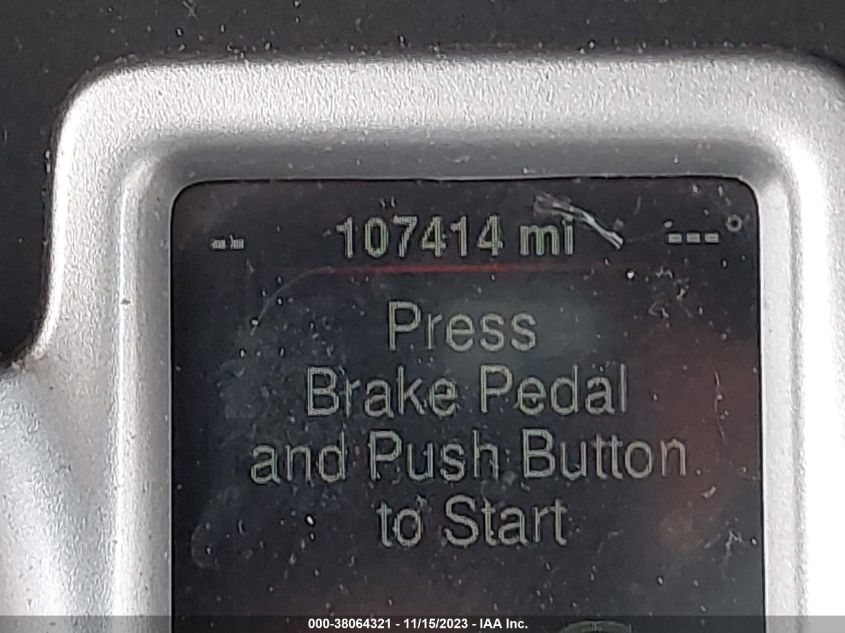 -- 107414 mi ---°
Press
Brake Pedal
and Push Button
to Start
000-38064321 - 11/15/2023 - IAA Inc.